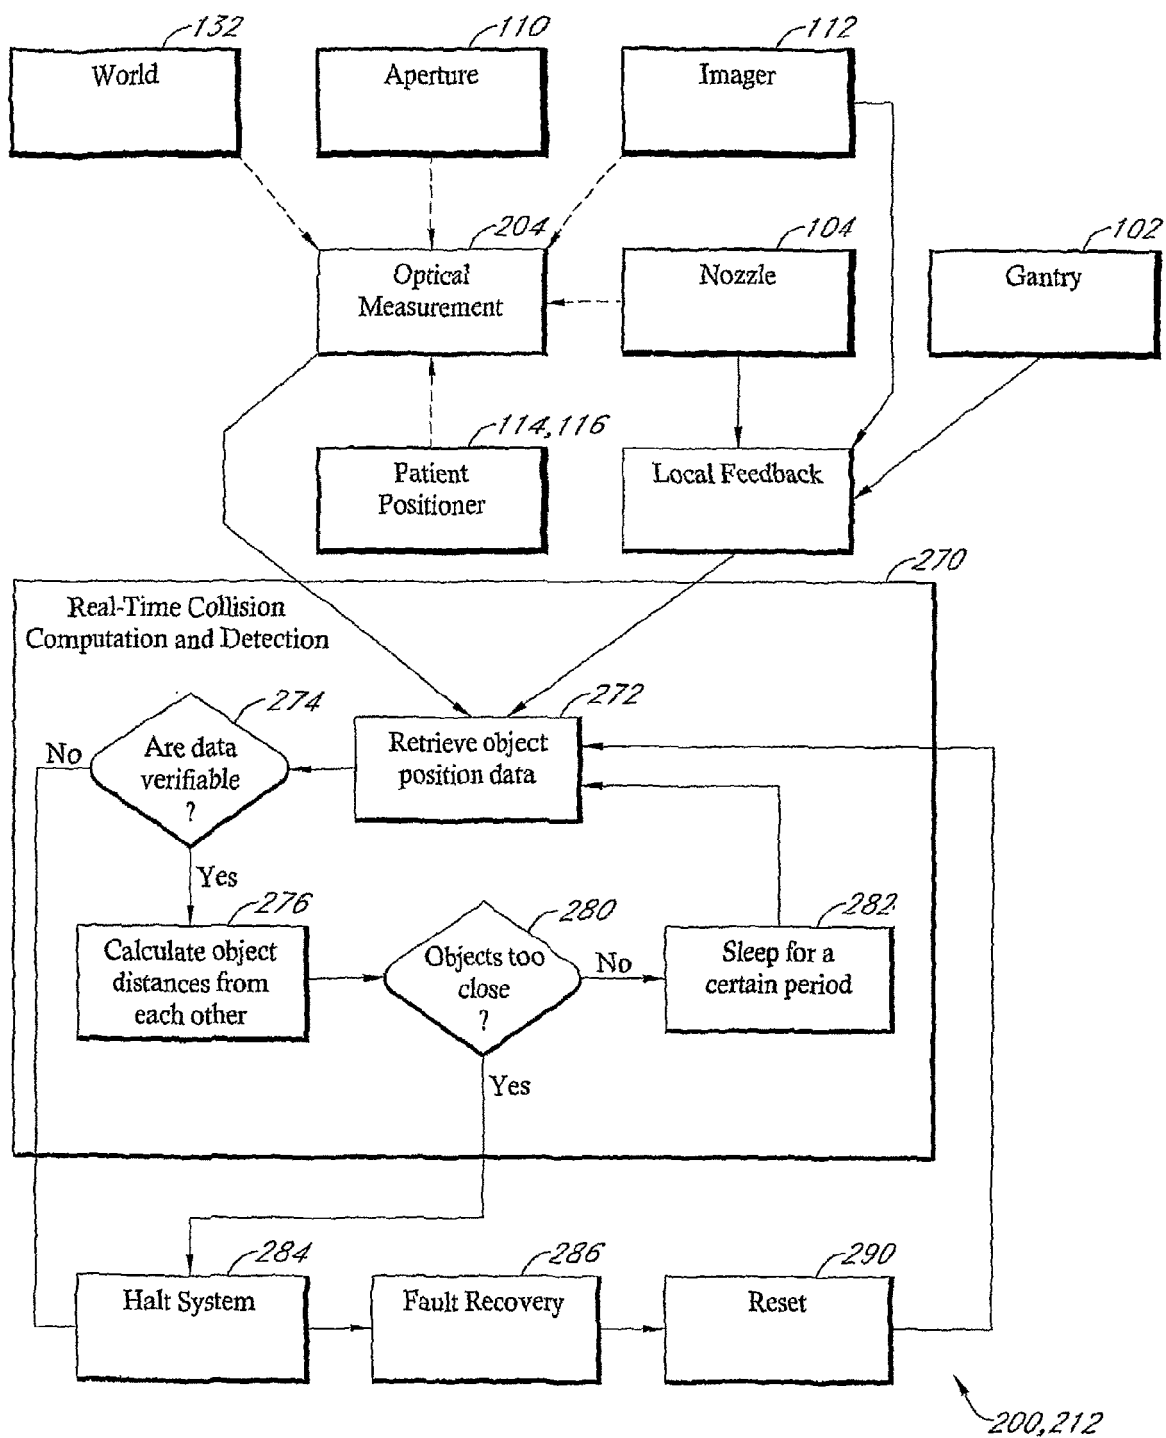 132
110
112
World
Aperture
Imager
204
104
102
Optical
Measurement
Nozzle
Gantry
114,116
Patient
Positioner
Local Feedback
270
Real-Time Collision
Computation and Detection
274
272
No
Are data
verifiable
?
Retrieve object
position data
Yes
276
280
282
Calculate object
distances from
each other
Objects too
close
?
No
Sleep for a
certain period
Yes
284
286
290
Halt System
Fault Recovery
Reset
200,212